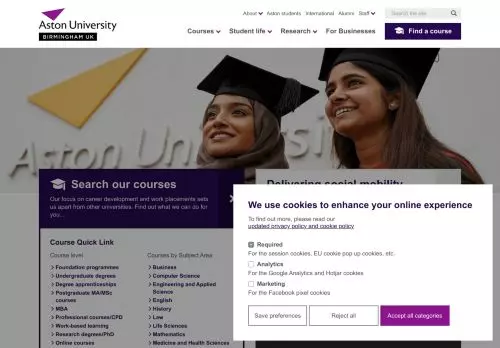 Aston University
BIRMINGHAM UK
About Aston students International Alumni Staff
Search the site
Courses Student life Research For Businesses
Find a course
Aston Universi
Search our courses
Our focus on career development and work placements sets
us apart from other universities. Find out what we can do for
you...
Course Quick Link
Course level
Foundation programmes
Undergraduate degrees
Degree apprenticeships
Postgraduate MA/MSc
courses
MBA
Professional courses/CPD
Work-based learning
Research degrees/PhD
Online courses
Courses by Subject Area
Business
Computer Science
Engineering and Applied
Science
English
History
Law
Life Sciences
Mathematics
Medicine and Health Sciences
Delivering social mobility
We use cookies to enhance your online experience
To find out more, please read our
updated privacy policy and cookie policy
Required
For the session cookies, EU cookie pop up cookies, etc.
Analytics
For the Google Analytics and Hotjar cookies
Marketing
For the Facebook pixel cookies
Save preferences
Reject all
Accept all categories